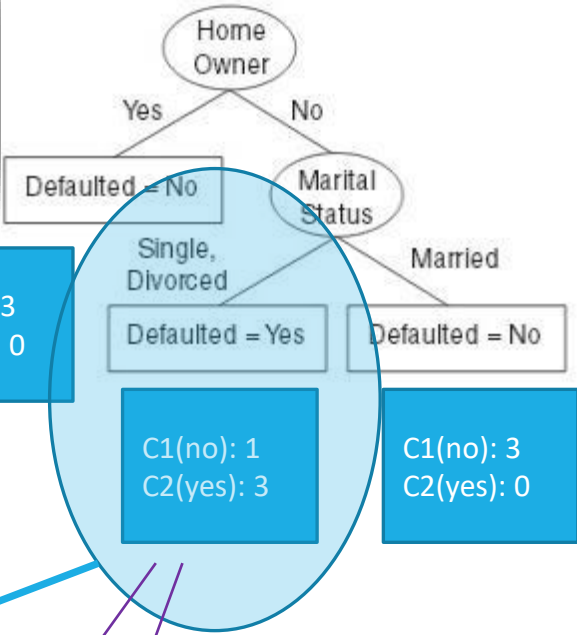 Home
Owner
Yes
No
Defaulted = No
Marital
Status
Single,
Divorced
Married
3
0
Defaulted = Yes
Defaulted = No
C1(no): 1
C2(yes): 3
C1(no): 3
C2(yes): 0